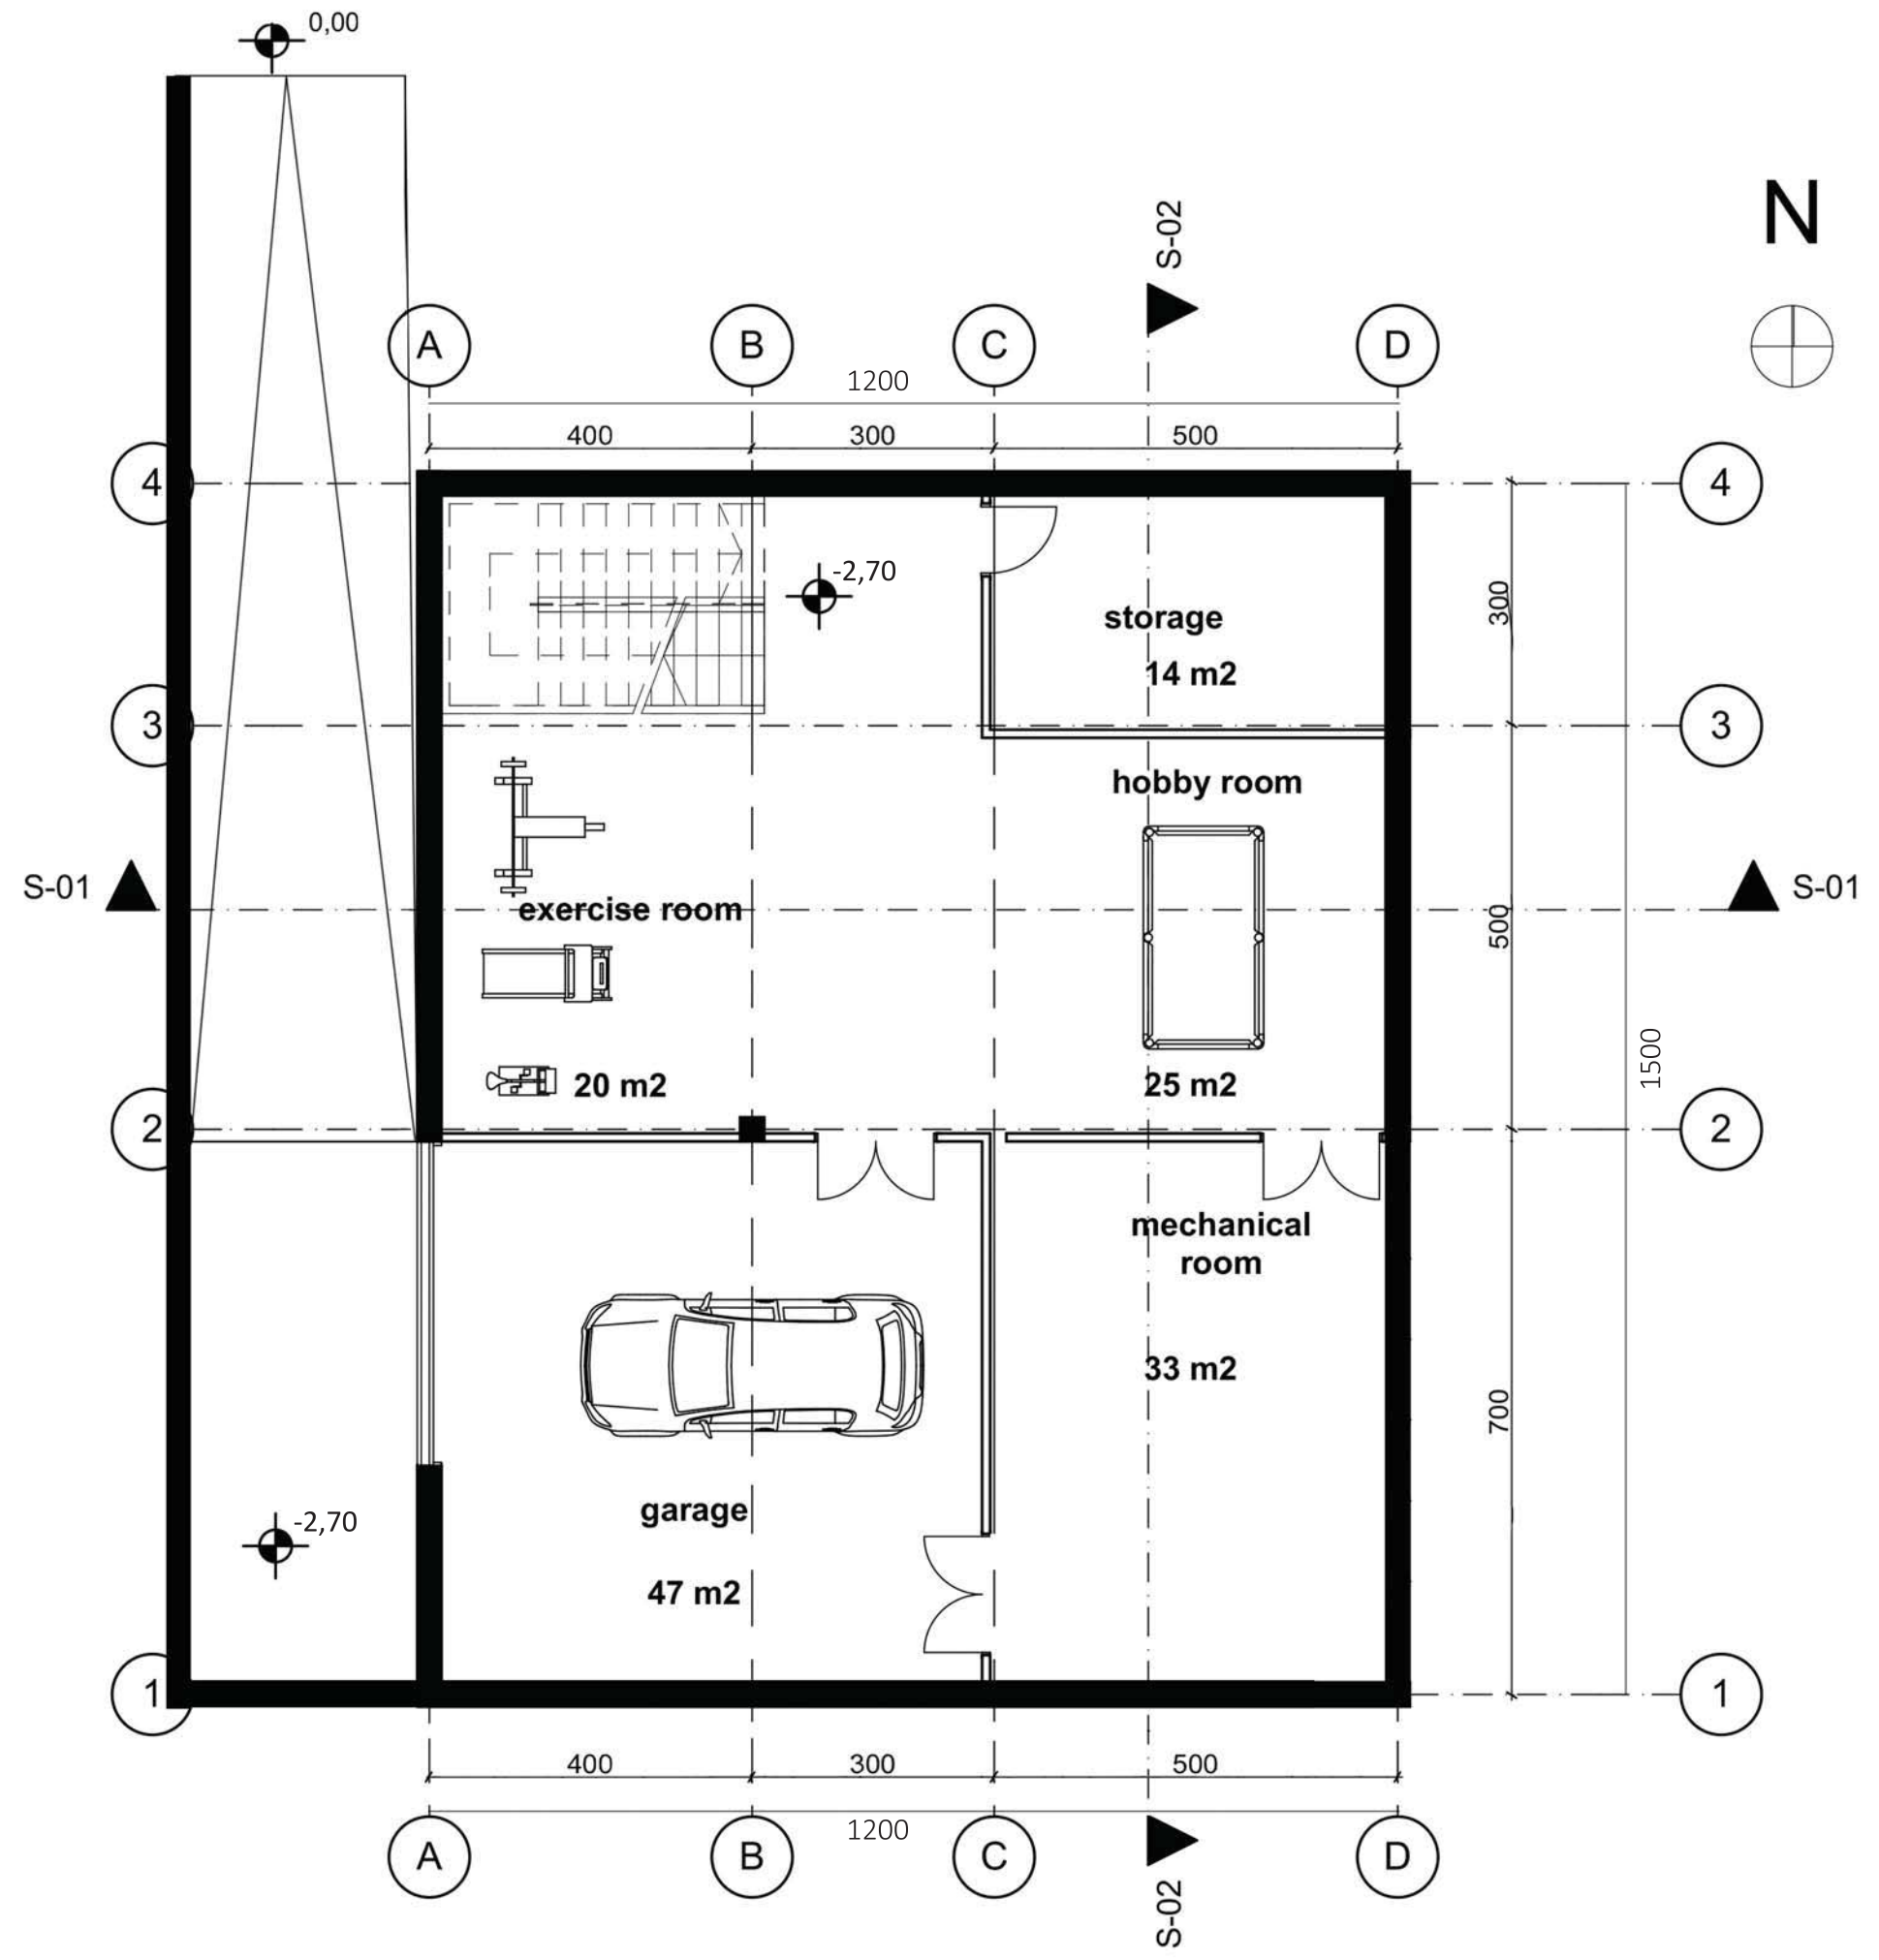 0,00
N
S-02
A B C D
1200
400 300 500
4 4
-2,70
300
storage
14 m2
3 3
hobby room
S-01 S-01
exercise room
500
20 m2 25 m2
1500
2 2
mechanical
room
33 m2
700
garage
-2,70
47 m2
1 1
400 300 500
1200
A B C D
S-02